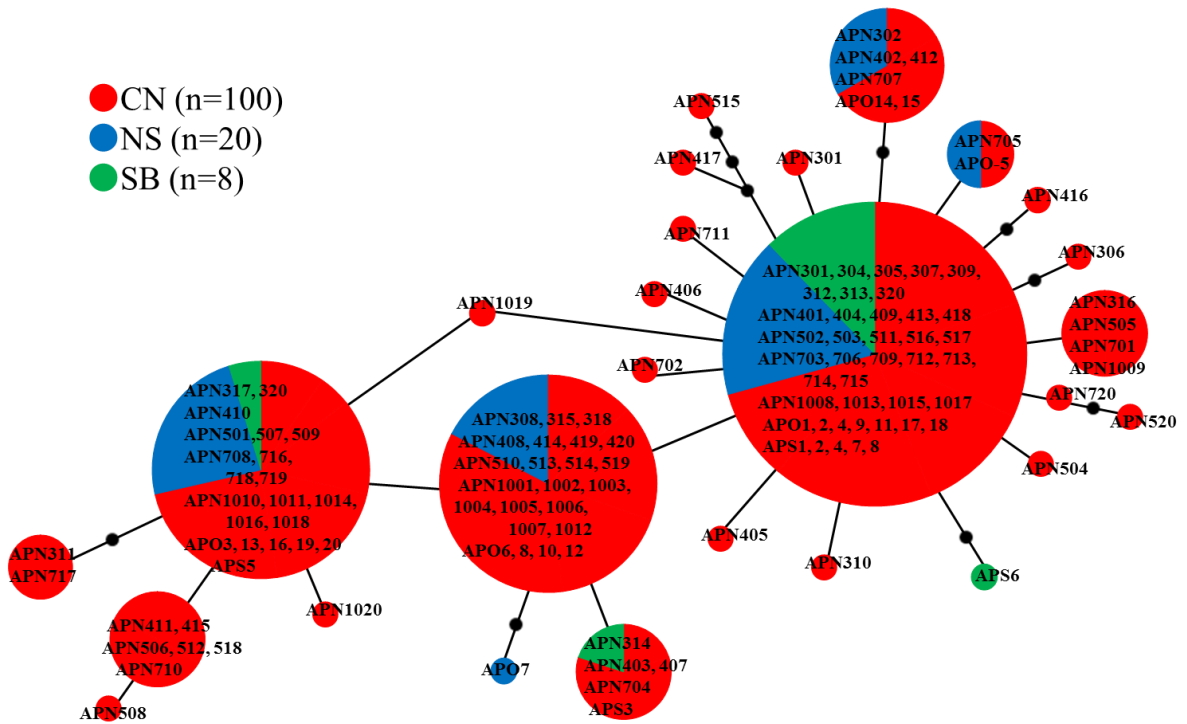 CN (n=100)
NS (n=20)
SB (n=8)
APN302
APN402, 412
APN707
APO14, 15
APN515
APN417
APN301
APN705
APO-5
APN416
APN711
APN306
APN406
APN1019
APN702
APN301, 304, 305, 307, 309,
312, 313, 320
APN401, 404, 409, 413, 418
APN502, 503, 511, 516, 517
APN703, 706, 709, 712, 713,
714, 715
APN1008, 1013, 1015, 1017
APO1, 2, 4, 9, 11, 17, 18
APS1, 2, 4, 7, 8
APN316
APN505
APN701
APN1009
APN720
APN520
APN504
APN317, 320
APN410
APN501, 507, 509
APN708, 716,
718, 719
APN1010, 1011, 1014,
1016, 1018
APO3, 13, 16, 19, 20
APS5
APN308, 315, 318
APN408, 414, 419, 420
APN510, 513, 514, 519
APN1001, 1002, 1003,
1004, 1005, 1006,
1007, 1012
APO6, 8, 10, 12
APN405
APN310
APS6
APN311
APN717
APN1020
APN411, 415
APN506, 512, 518
APN710
APN508
APO7
APN314
APN403, 407
APN704
APS3